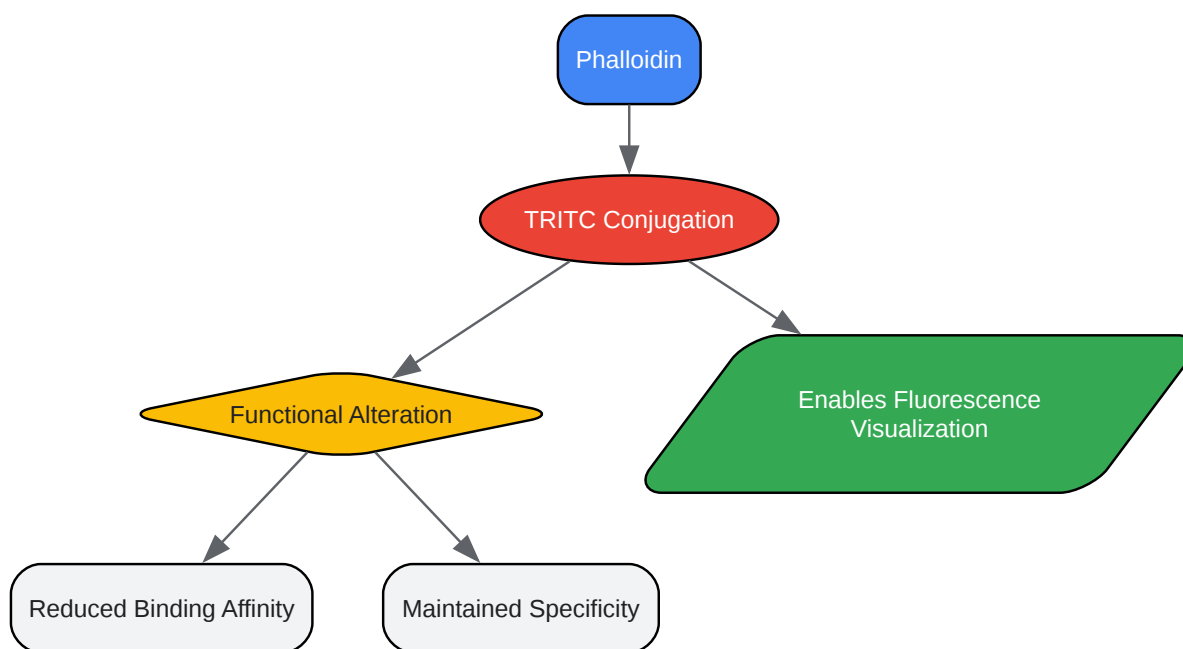 Phalloidin
TRITC Conjugation
Functional Alteration
Enables Fluorescence
Visualization
Reduced Binding Affinity
Maintained Specificity